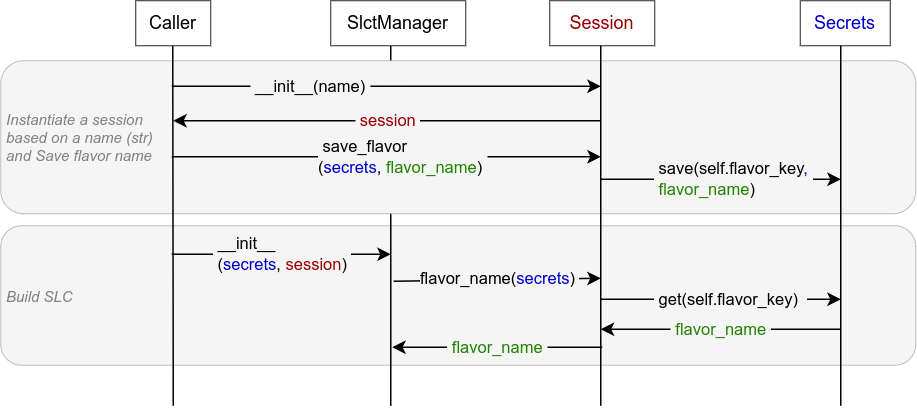 Caller
SlctManager
Session
Secrets
Instantiate a session
based on a name (str)
and Save flavor name
__init__(name)
session
save_flavor
(secrets, flavor_name)
save(self.flavor_key,
flavor_name)
Build SLC
__init__
(secrets, session)
flavor_name(secrets)
get(self.flavor_key)
flavor_name
flavor_name